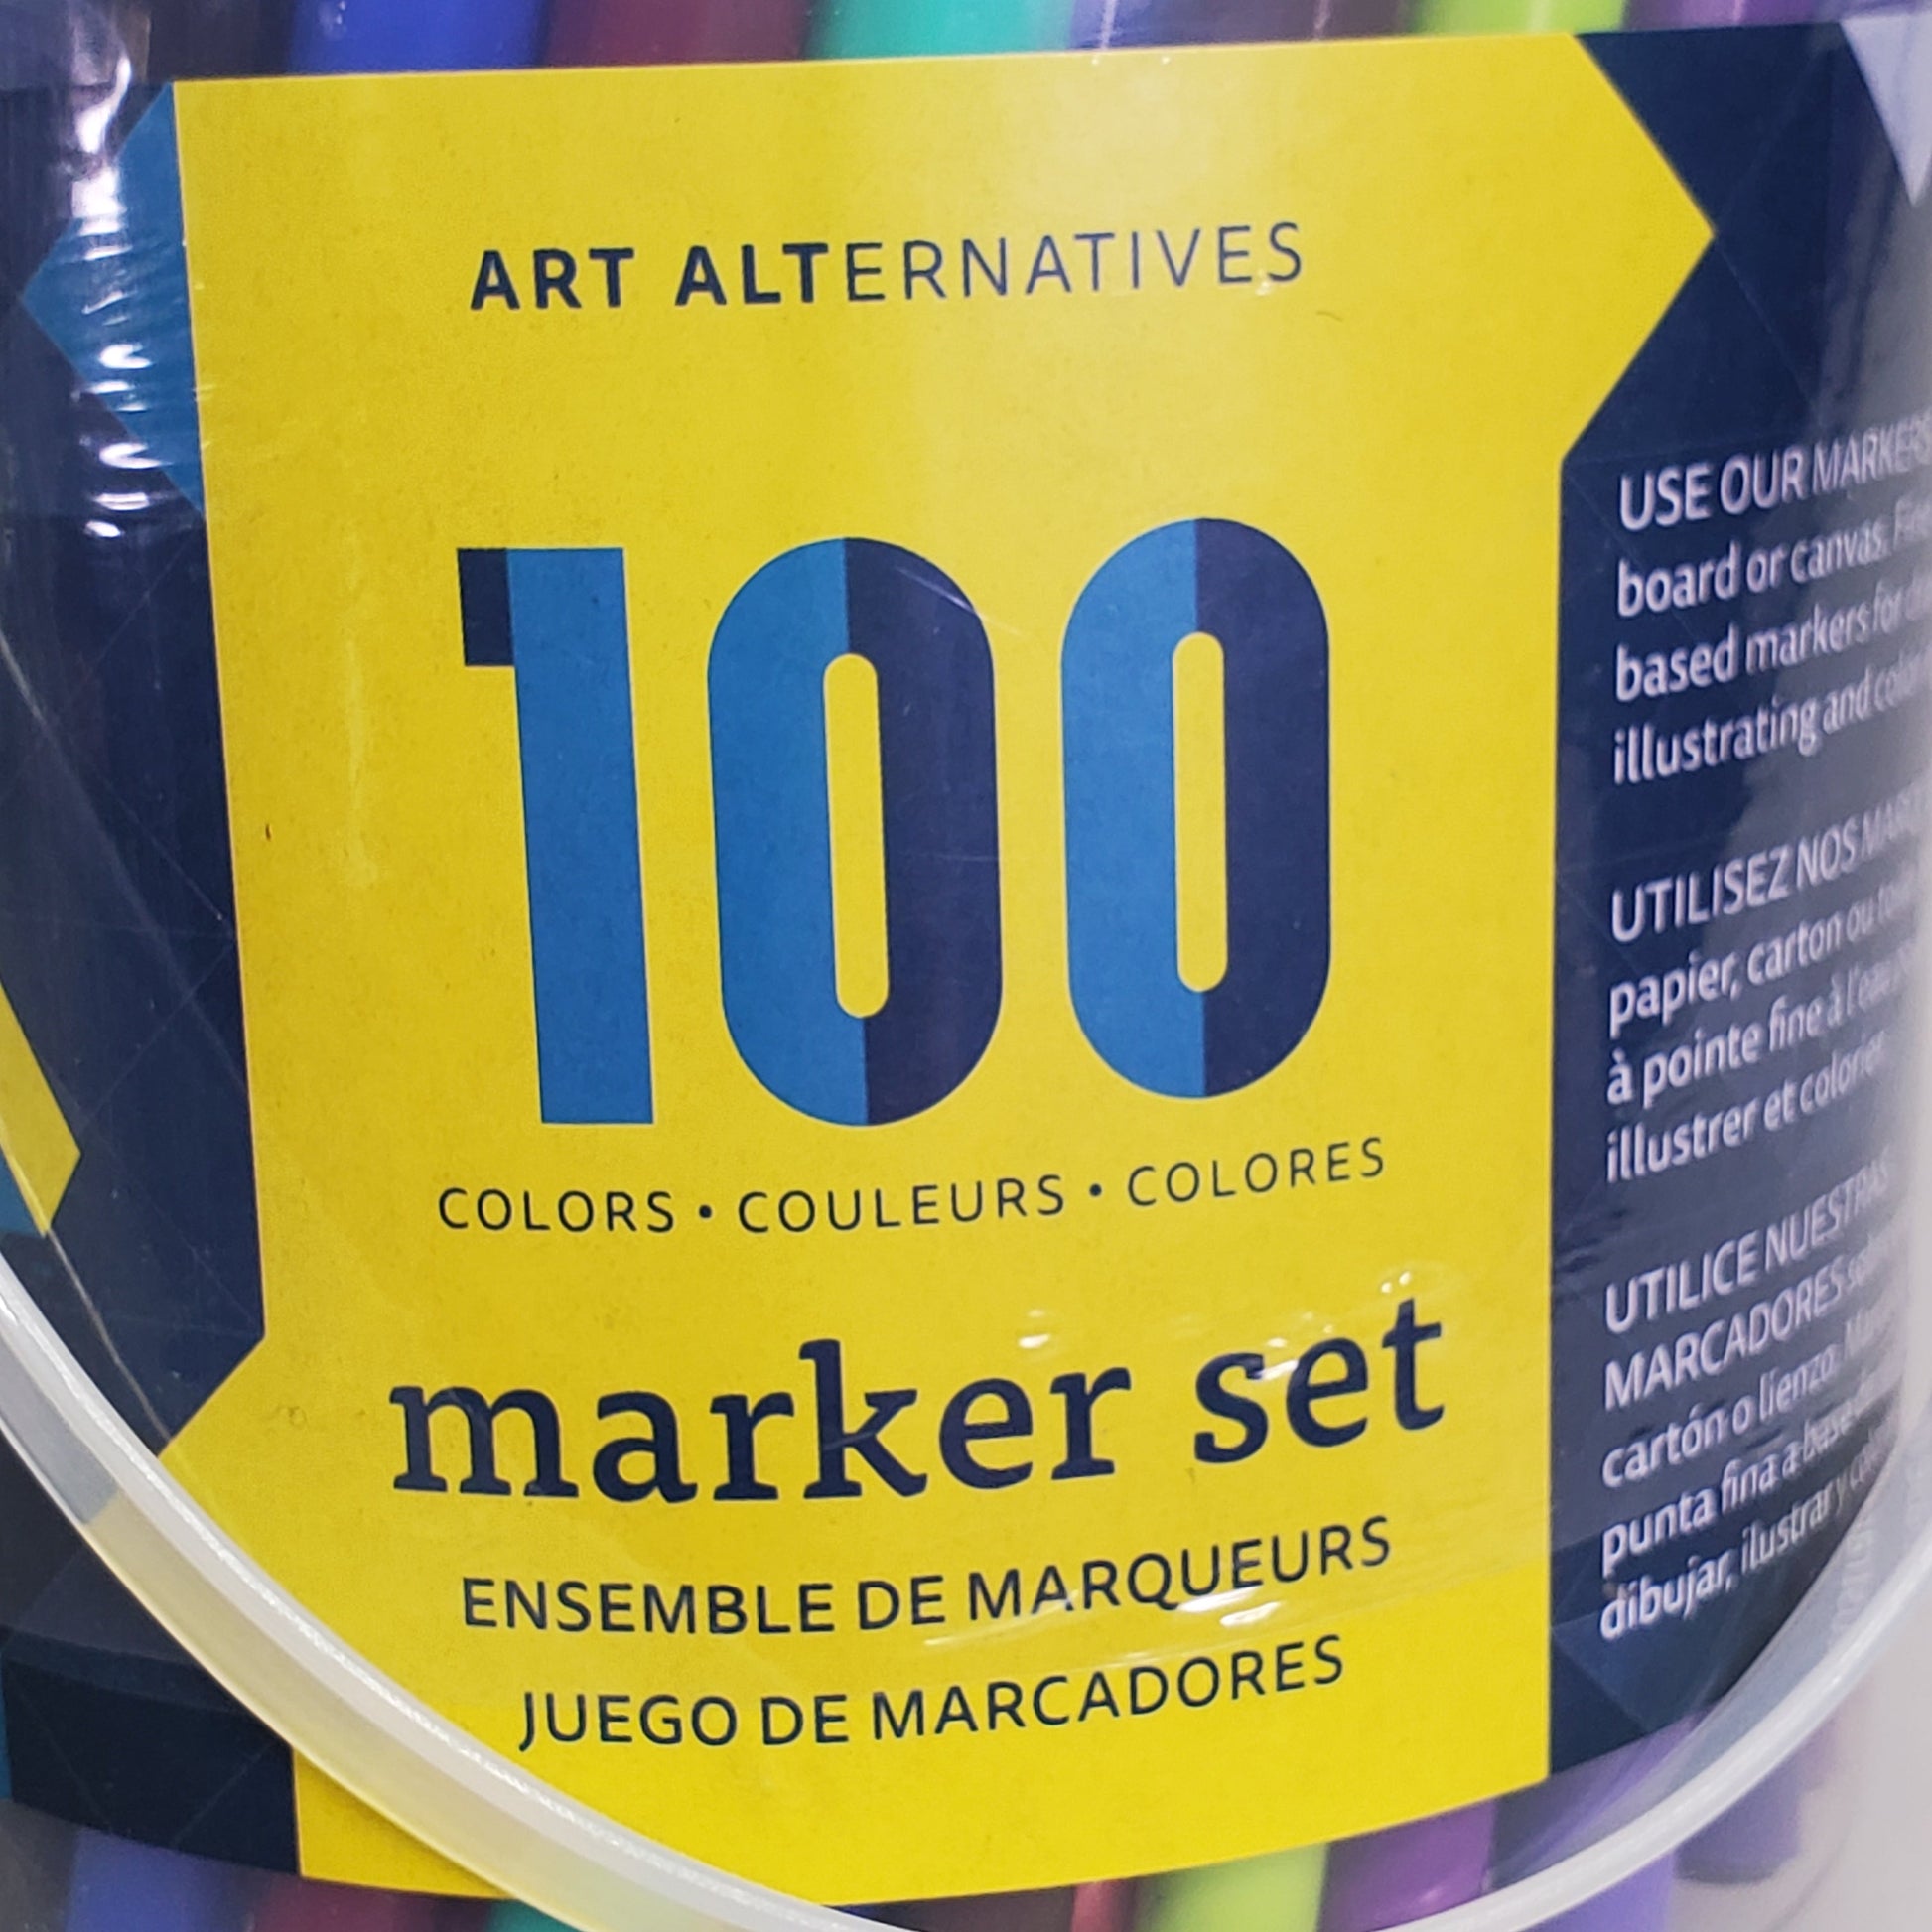 ART ALTERNATIVES
100
COLORS • COULEURS • COLORES
marker set
ENSEMBLE DE MARQUEURS
JUEGO DE MARCADORES
USE OUR
board or canvas.
based markers for
illustrating and
UTILISEZ NOS
papier, carton ou
à pointe fine à l'eau
illustrer et colorier
UTILICE NUESTRAS
MARCADORES
cartón o lienzo.
punta fina a base
dibujar, ilustrar y